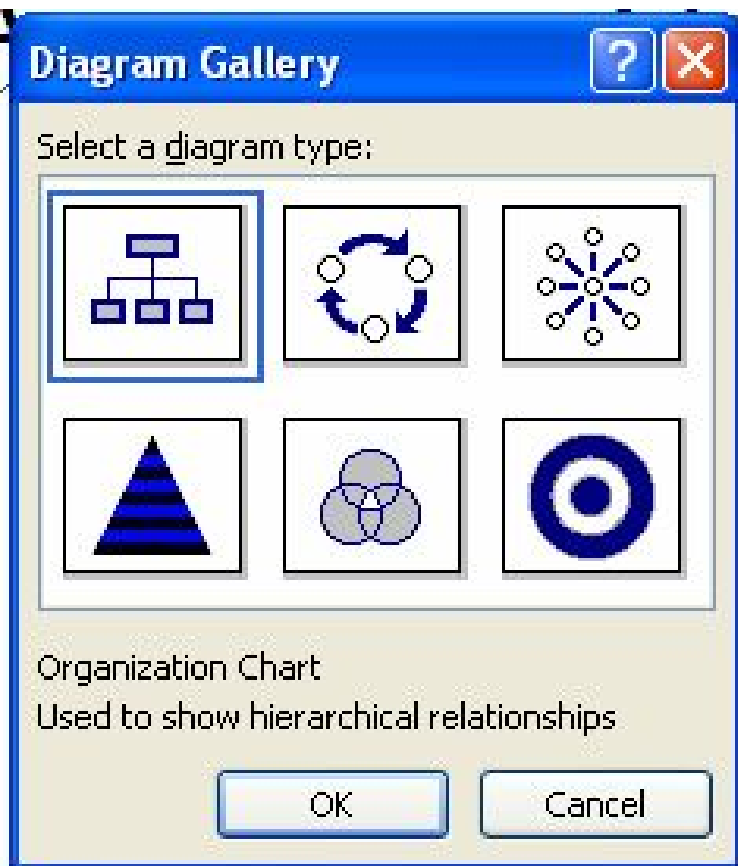 Diagram Gallery
?
Select a diagram type:
Organization Chart
Used to show hierarchical relationships
OK
Cancel